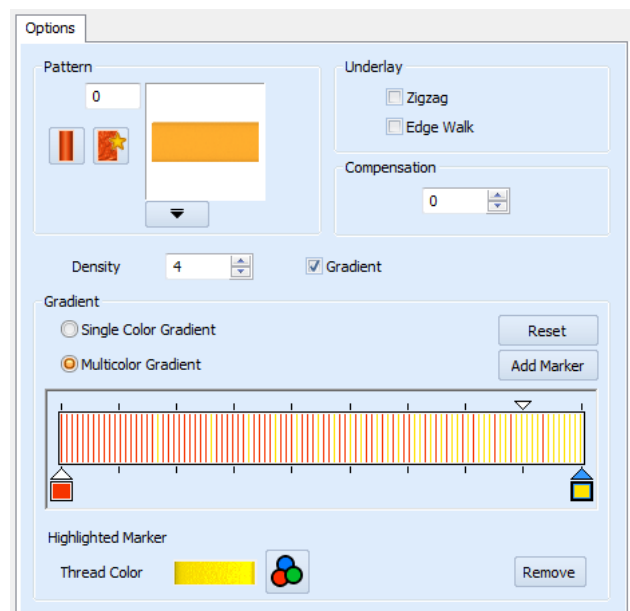 Options
Pattern
0
Underlay
Zigzag
Edge Walk
Compensation
0
Density 4 Gradient
Gradient
Single Color Gradient Reset
Multicolor Gradient Add Marker
Highlighted Marker
Thread Color Remove